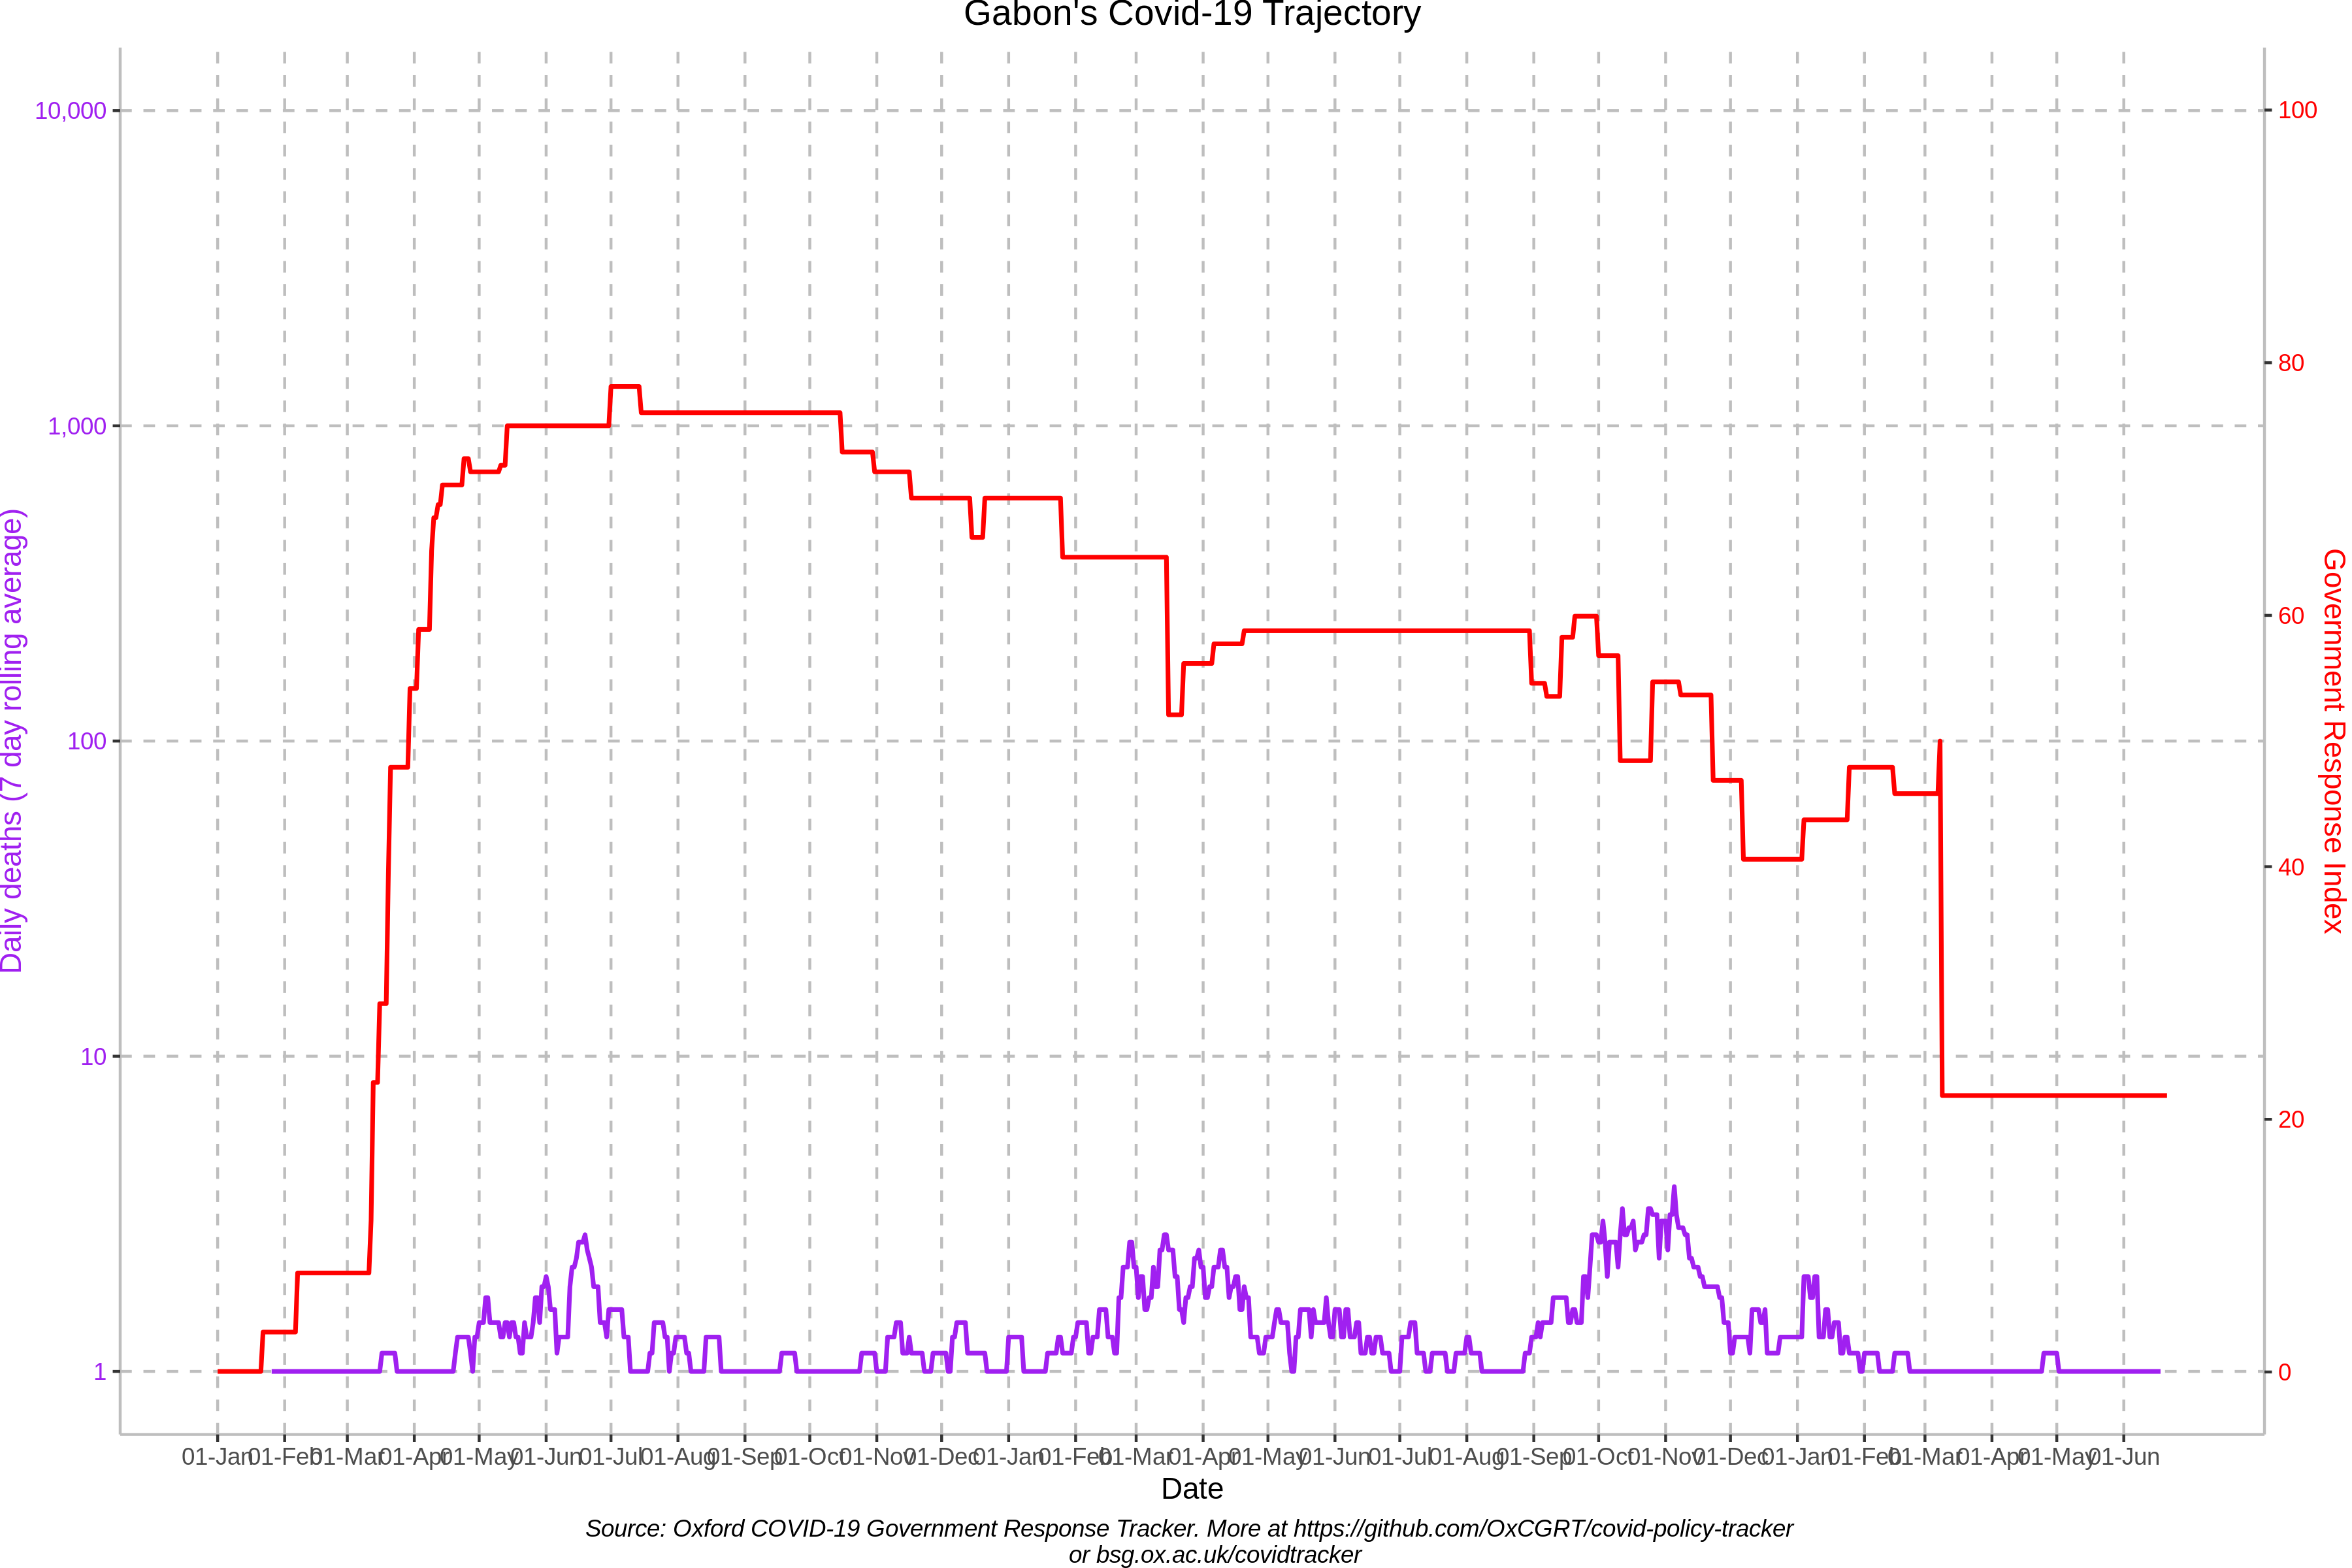 Gabon's Covid-19 Trajectory
10,000
1,000
100
10
1
Daily deaths (7 day rolling average)
100
80
60
40
20
0
Government Response Index
01-Jan 01-Feb 01-Mar 01-Apr 01-May 01-Jun 01-Jul 01-Aug 01-Sep 01-Oct 01-Nov 01-Dec 01-Jan 01-Feb 01-Mar 01-Apr 01-May 01-Jun 01-Jul 01-Aug 01-Sep 01-Oct 01-Nov 01-Dec 01-Jan 01-Feb 01-Mar 01-Apr 01-May 01-Jun
Date
Source: Oxford COVID-19 Government Response Tracker. More at https://github.com/OxCGRT/covid-policy-tracker
or bsg.ox.ac.uk/covidtracker